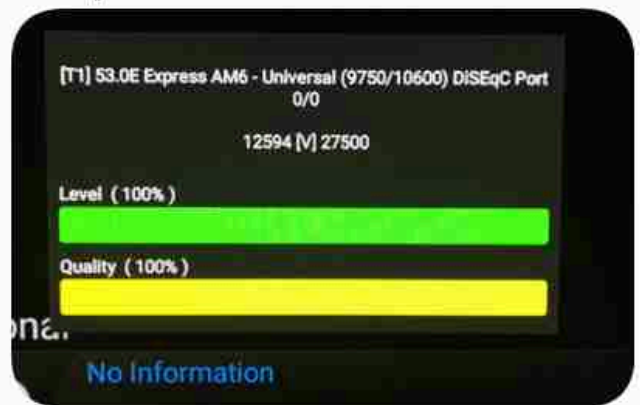 [T1] 53.0E Express AM6 - Universal (9750/10600) DiSEqC Port
0/0
12594 [V] 27500
Level ( 100% )
Quality ( 100% )
onal
No Information